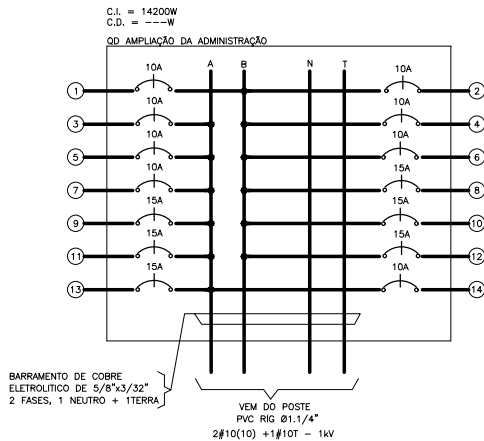 C.I. = 14200W
C.D. = ---W
QD AMPLIAÇÃO DA ADMINISTRAÇÃO
A B N T
1 10A 10A 2
3 10A 10A 4
5 10A 10A 6
7 10A 15A 8
9 15A 15A 10
11 15A 15A 12
13 15A 10A 14
BARRAMENTO DE COBRE
ELETROLITICO DE 5/8"x3/32"
2 FASES, 1 NEUTRO + 1TERRA
VEM DO POSTE
PVC RÍG Ø1.1/4"
2#10(10) +1#10T - 1kV